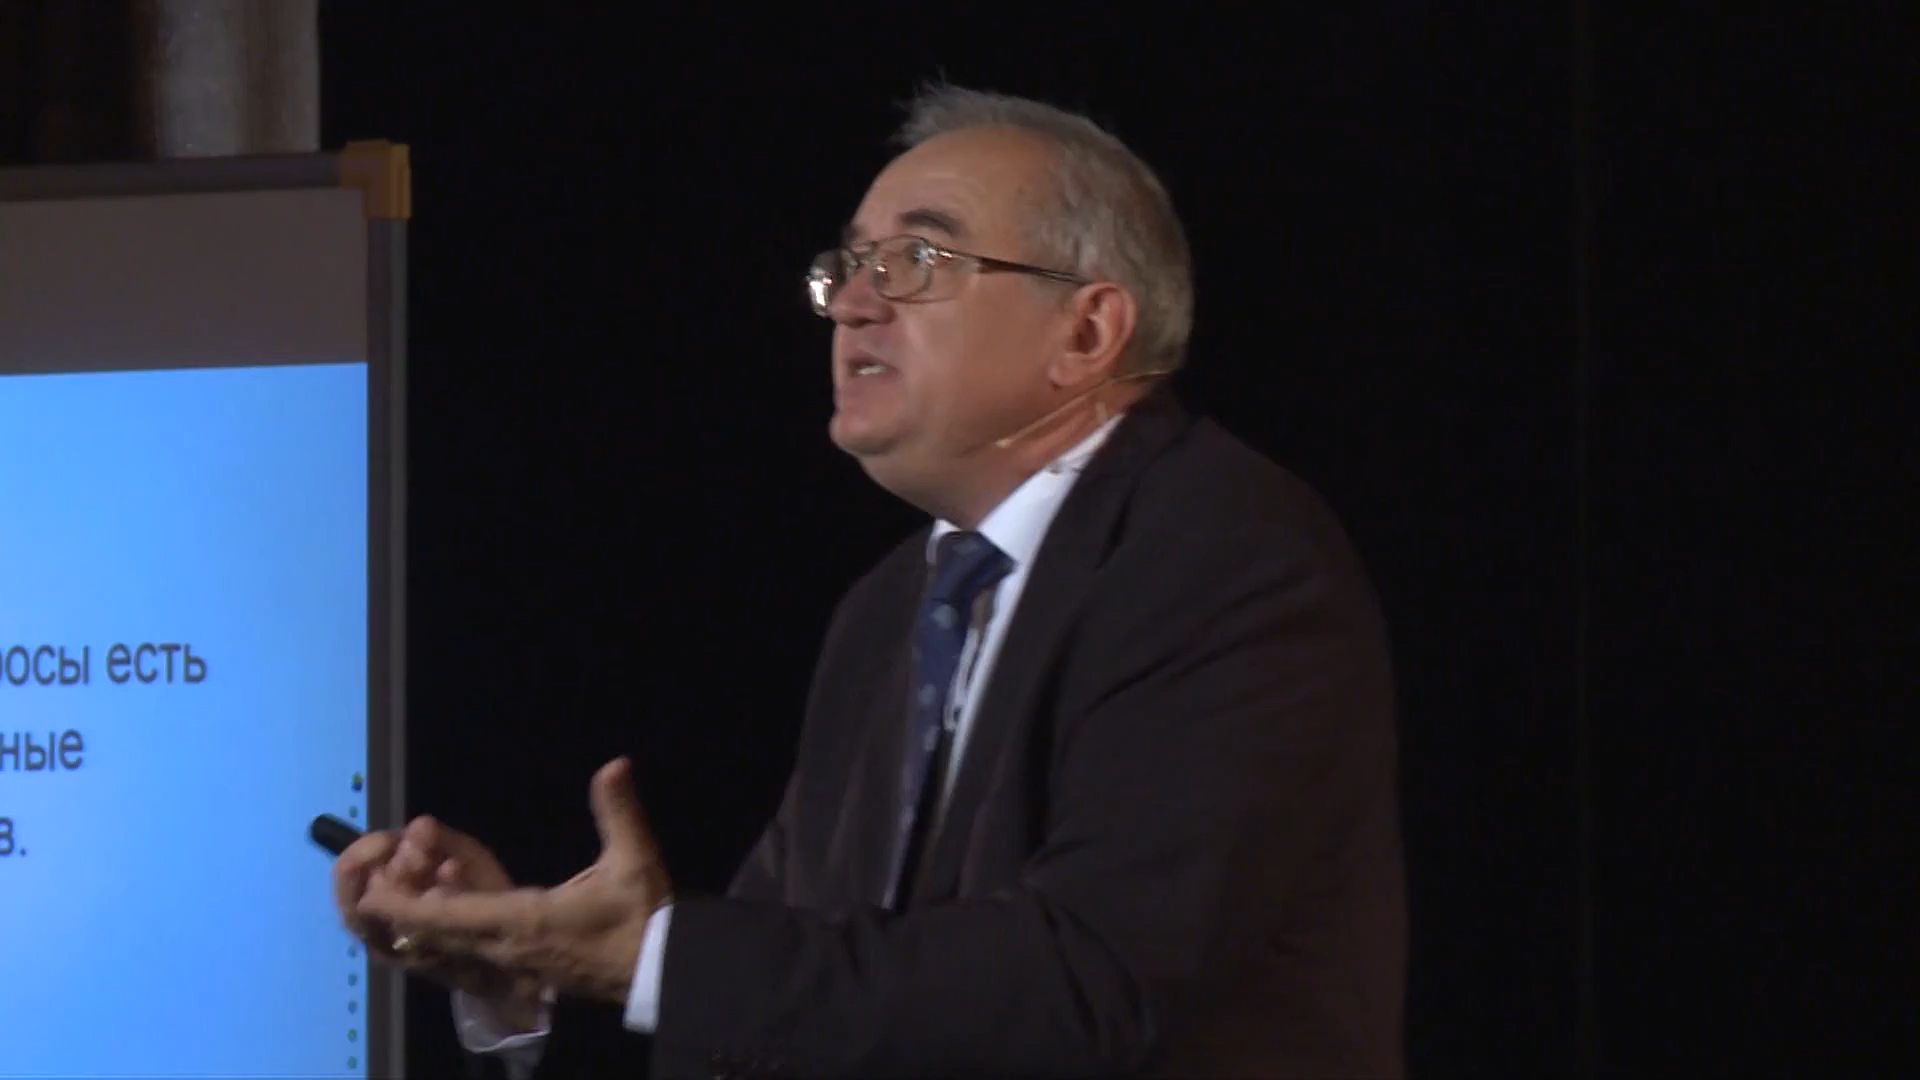 росы есть
ные
в.